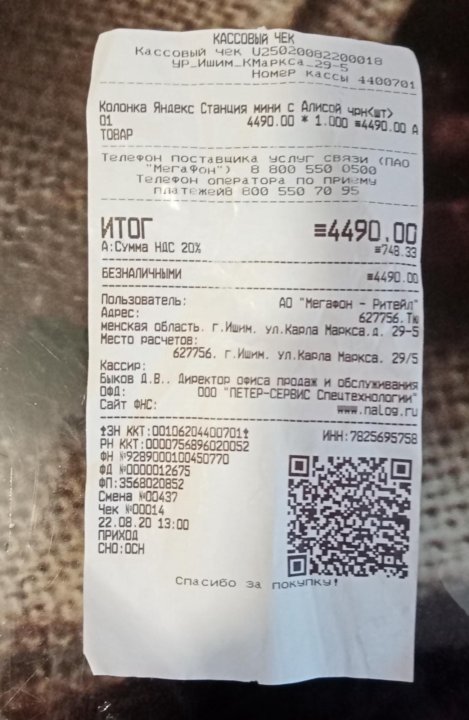 КАССОВЫЙ ЧЕК
Кассовый чек U25020082200018
УР_Ишим_КМаркса_29-5
Номер кассы 4400701
Колонка Яндекс Станция мини с Алисой чрн<шт>
01 4490.00 * 1.000 ≡4490.00 А
ТОВАР
Телефон поставщика услуг связи (ПАО
"МегаФон") 8 800 550 0500
Телефон оператора по приему
платежей8 800 550 70 95
ИТОГ ≡4490.00
А:Сумма НДС 20% ≡748.33
БЕЗНАЛИЧНЫМИ ≡4490.00
Пользователь: АО "Мегафон - Ритейл"
Адрес: 627756.Тю
менская область. г.Ишим. ул.Карла Маркса.д. 29-5
Место расчетов:
627756. г.Ишим. ул.Карла Маркса. 29/5
Кассир:
Быков Д.В.. Директор офиса продаж и обслуживания
ОФД: ООО "ПЕТЕР-СЕРВИС Спецтехнологии"
Сайт ФНС: www.nalog.ru
ЗН ККТ:00106204400701
ИНН:7825695758
РН ККТ:0000756896020052
ФН №9289000100450770
ФД №0000012675
ФП:3568020852
Смена №00437
Чек №00014
22.08.20 13:00
ПРИХОД
СНО:ОСН
Спасибо за покупку!